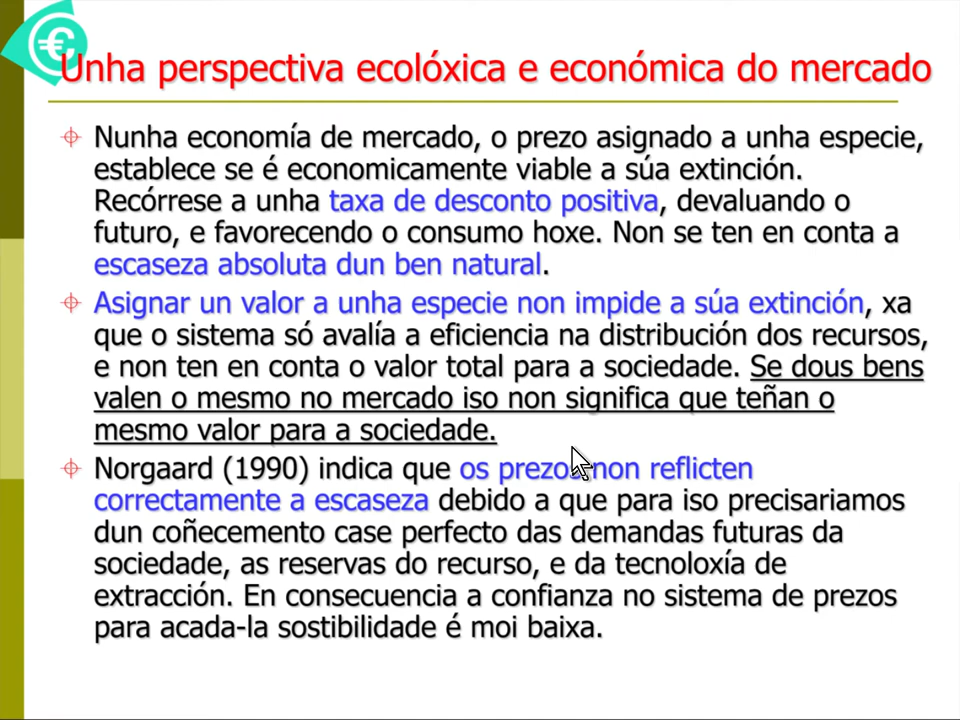 €
Unha perspectiva ecolóxica e económica do mercado
Nunha economía de mercado, o prezo asignado a unha especie,
establece se é economicamente viable a súa extinción.
Recórrese a unha taxa de desconto positiva, devaluando o
futuro, e favorecendo o consumo hoxe. Non se ten en conta a
escaseza absoluta dun ben natural.
Asignar un valor a unha especie non impide a súa extinción, xa
que o sistema só avalía a eficiencia na distribución dos recursos,
e non ten en conta o valor total para a sociedade. Se dous bens
valen o mesmo no mercado iso non significa que teñan o
mesmo valor para a sociedade.
Norgaard (1990) indica que os prezos non reflicten
correctamente a escaseza debido a que para iso precisariamos
dun coñecemento case perfecto das demandas futuras da
sociedade, as reservas do recurso, e da tecnoloxía de
extracción. En consecuencia a confianza no sistema de prezos
para acada-la sostibilidade é moi baixa.